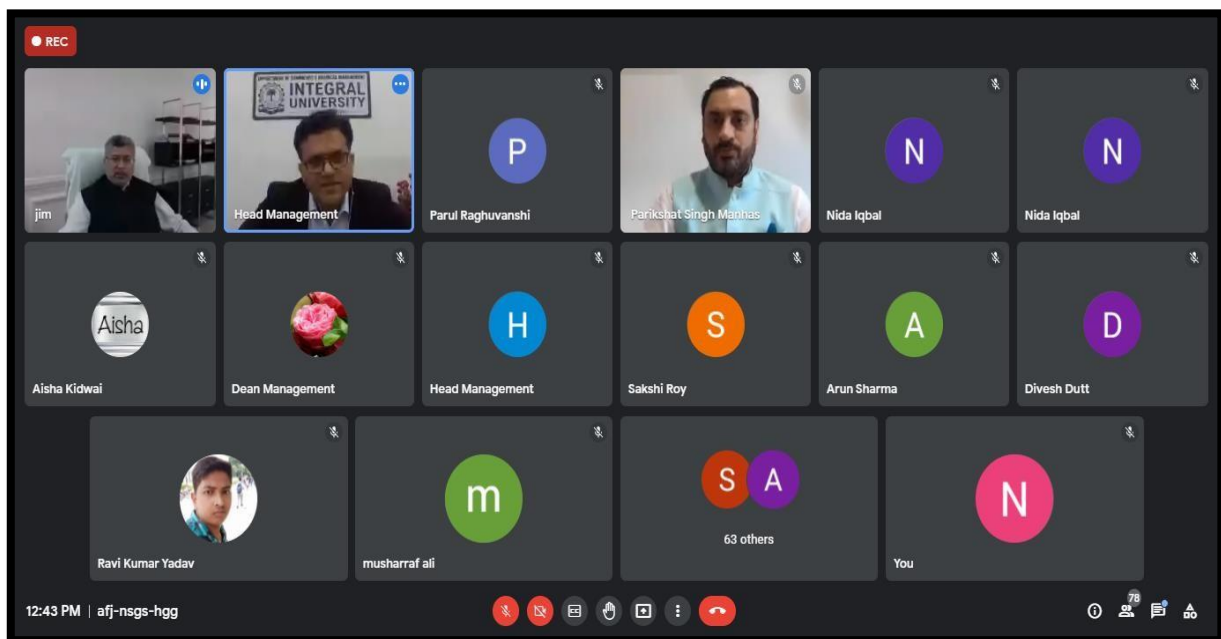 REC
INTEGRAL
UNIVERSITY
jim
Head Management
P
Parul Raghuvanshi
Parikshat Singh Manhas
N
Nida Iqbal
N
Nida Iqbal
Aisha
Aisha Kidwai
Dean Management
H
Head Management
S
Sakshi Roy
A
Arun Sharma
D
Divesh Dutt
Ravi Kumar Yadav
m
musharraf ali
S A
63 others
N
You
12:43 PM | afj-nsgs-hgg
78